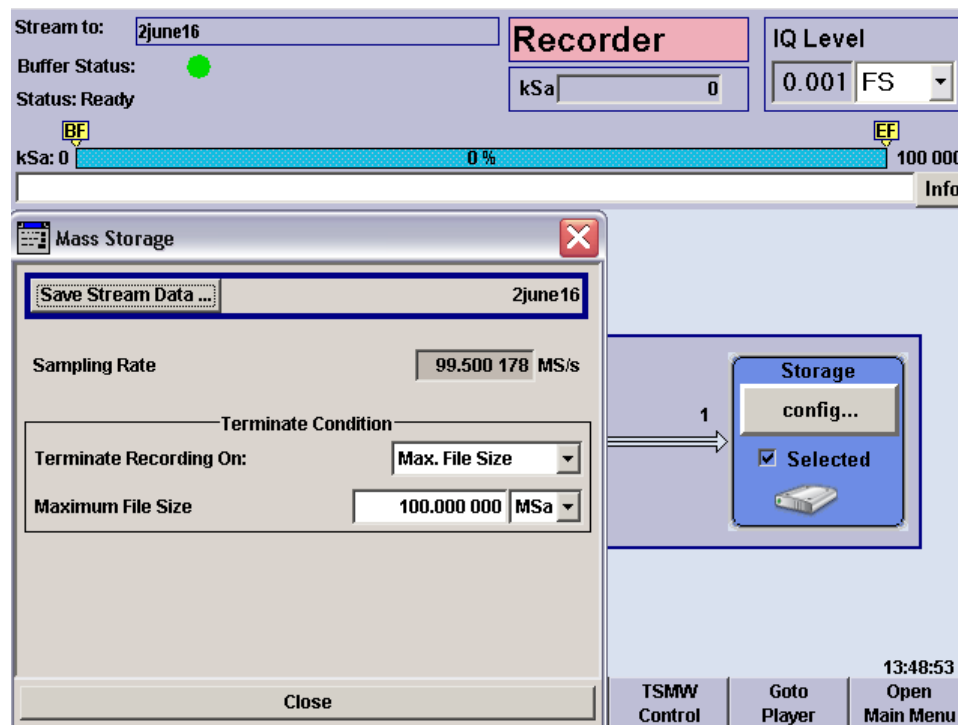 Stream to: 2june16
Recorder
IQ Level
Buffer Status:
kSa 0
0.001 FS
Status: Ready
BF
EF
kSa: 0
0 %
100 000
Info
Mass Storage
Save Stream Data ...
2june16
Sampling Rate 99.500 178 MS/s
Terminate Condition
Terminate Recording On: Max. File Size
Maximum File Size 100.000 000 MSa
Close
1
Storage
config...
Selected
13:48:53
TSMW Control
Goto Player
Open Main Menu